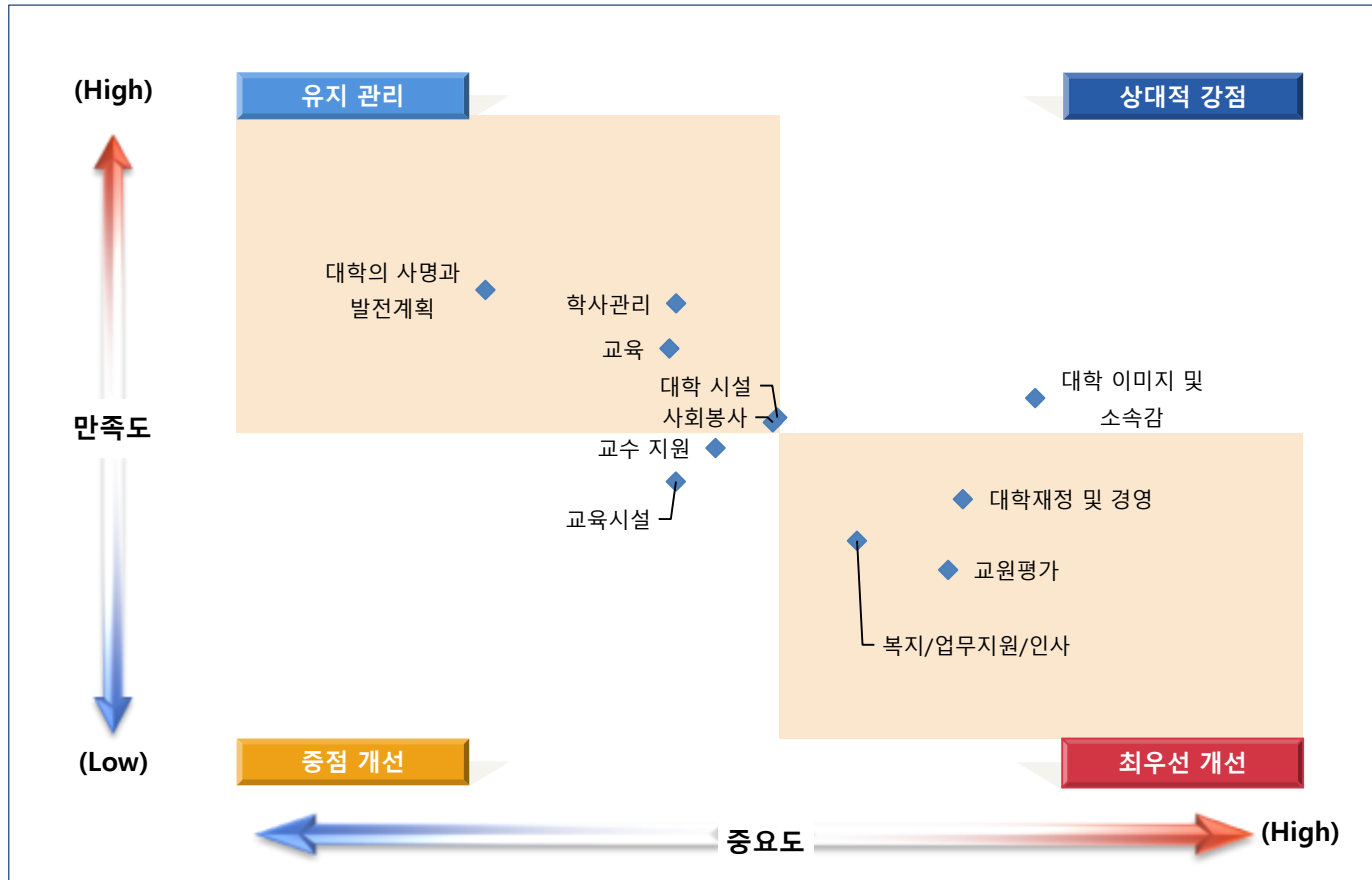 (High)
유지 관리
상대적 강점
대학의 사명과
발전계획
학사관리
교육
대학 시설
사회봉사
대학 이미지 및
소속감
만족도
교수 지원
교육시설
대학재정 및 경영
교원평가
복지/업무지원/인사
(Low)
중점 개선
최우선 개선
중요도
(High)